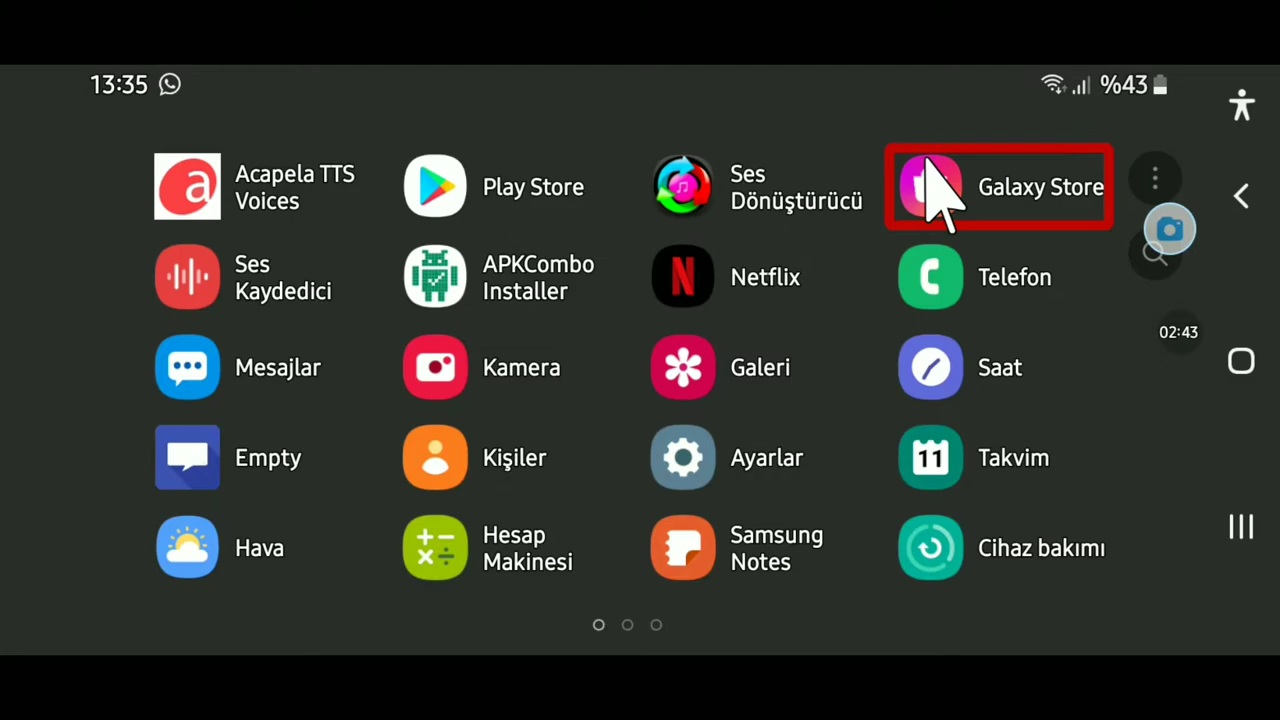 13:35
%43
Acapela TTS
Voices
Play Store
Ses
Dönüştürücü
Galaxy Store
Ses
Kaydedici
APKCombo
Installer
Netflix
Telefon
02:43
Mesajlar
Kamera
Galeri
Saat
Empty
Kişiler
Ayarlar
11
Takvim
Hava
Hesap
Makinesi
Samsung
Notes
Cihaz bakımı